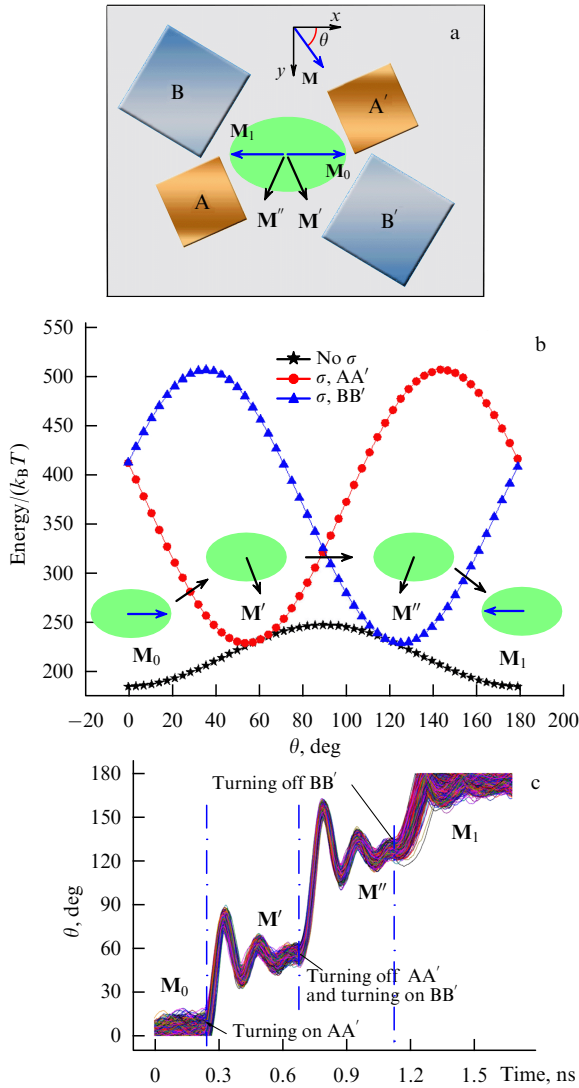 x
a
θ
y
M
B
A′
M₁
M₀
A
M″
M′
B′
b
Energy/(k_B T)
550
500
450
400
350
300
250
200
No σ
σ, AA′
σ, BB′
M′
M″
M₀
M₁
−20 0 20 40 60 80 100 120 140 160 180 200
θ, deg
c
θ, deg
180
150
120
90
60
30
0
Turning off BB′
M₁
M″
M′
M₀
Turning off AA′
and turning on BB′
Turning on AA′
0 0.3 0.6 0.9 1.2 1.5 Time, ns